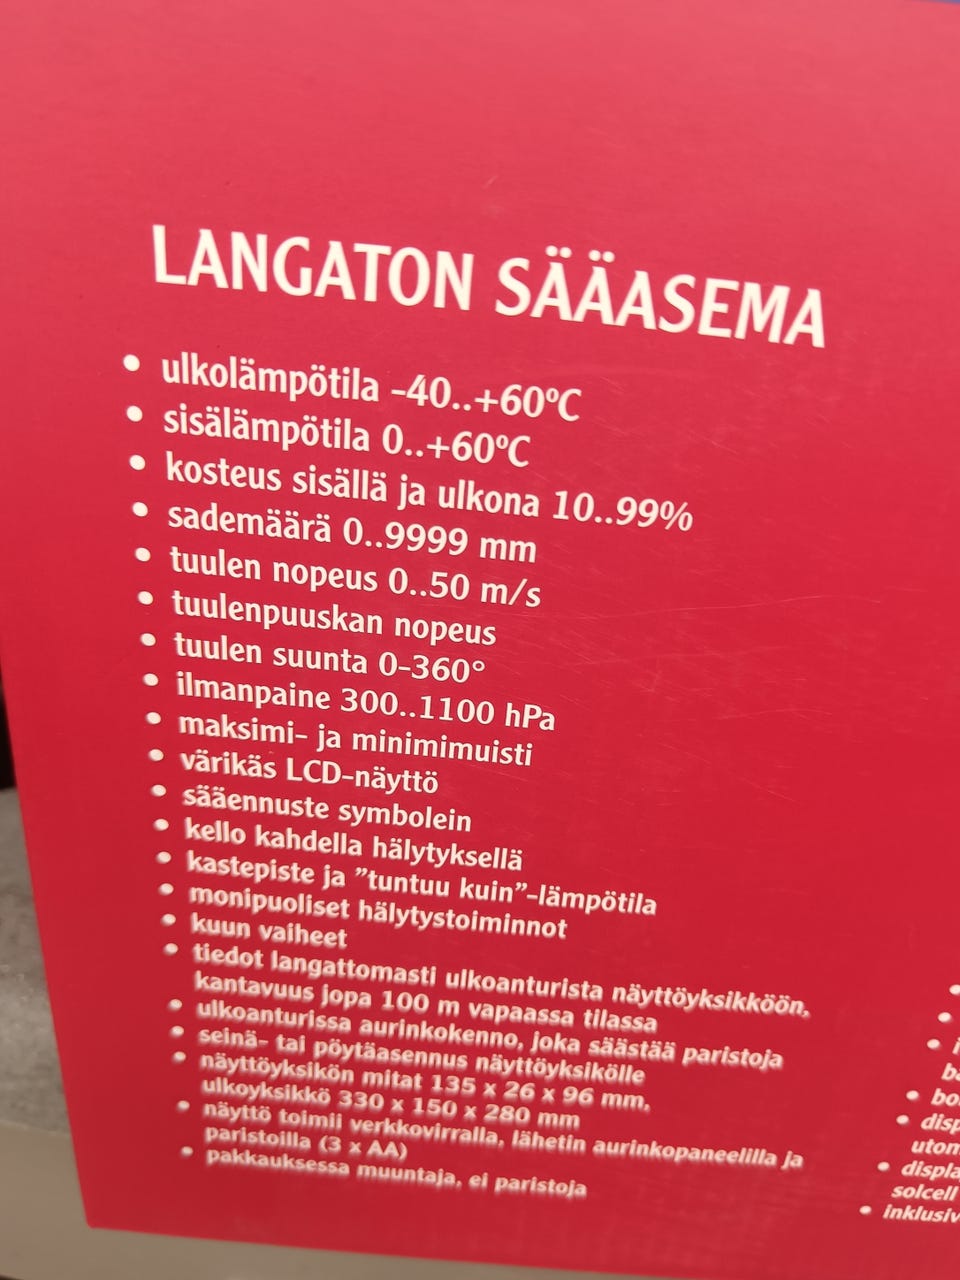 LANGATON SÄÄASEMA
• ulkolämpötila -40..+60ºC
• sisälämpötila 0..+60ºC
• kosteus sisällä ja ulkona 10..99%
• sademäärä 0..9999 mm
• tuulen nopeus 0..50 m/s
• tuulenpuuskan nopeus
• tuulen suunta 0-360°
• ilmanpaine 300..1100 hPa
• maksimi- ja minimimuisti
• värikäs LCD-näyttö
• sääennuste symbolein
• kello kahdella hälytyksellä
• kastepiste ja ”tuntuu kuin”-lämpötila
• monipuoliset hälytystoiminnot
• kuun vaiheet
• tiedot langattomasti ulkoanturista näyttöyksikköön,
kantavuus jopa 100 m vapaassa tilassa
• ulkoanturissa aurinkokenno, joka säästää paristoja
• seinä- tai pöytäasennus näyttöyksikölle
• näyttöyksikön mitat 135 x 26 x 96 mm,
ulkoyksikkö 330 x 150 x 280 mm
• näyttö toimii verkkovirralla, lähetin aurinkopaneelilla ja
paristoilla (3 x AA)
• pakkauksessa muuntaja, ei paristoja
solcell